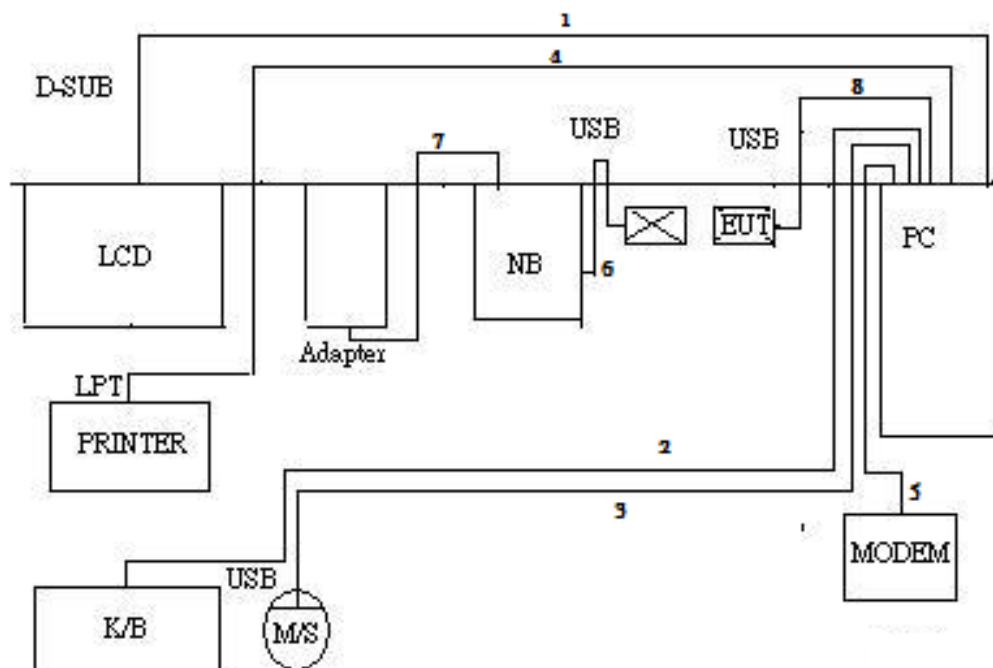 1
4
D-SUB
8
USB
USB
7
LCD
NB
EUT
PC
6
Adapter
LPT
PRINTER
2
3
5
MODEM
USB
K/B
M/S